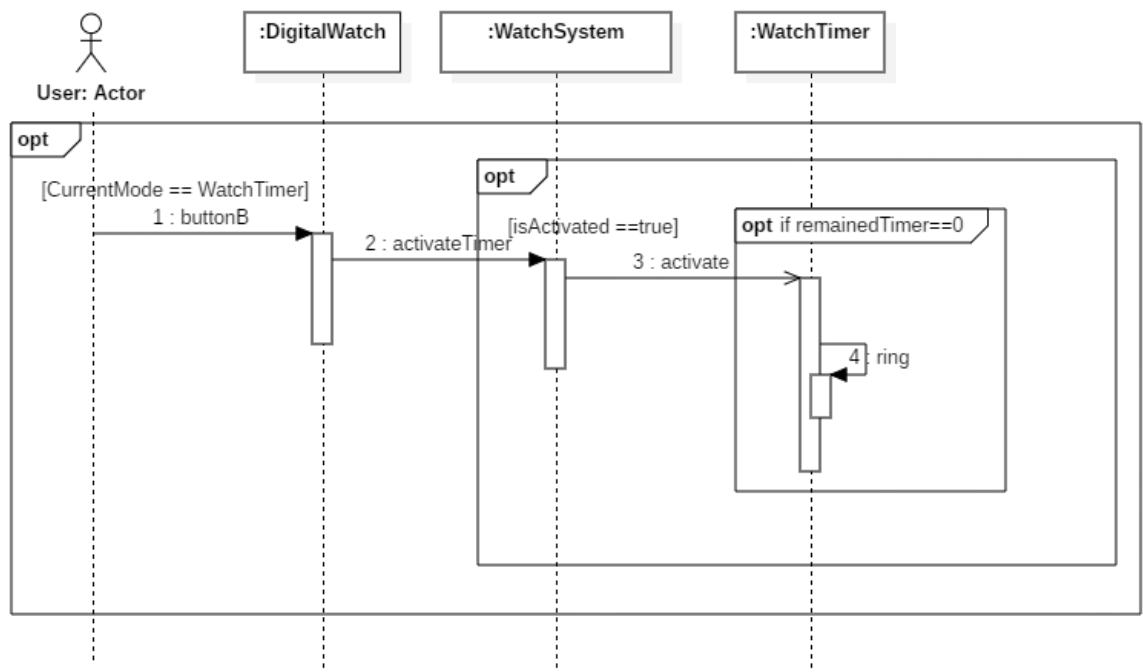 :DigitalWatch
:WatchSystem
:WatchTimer
User: Actor
opt
opt
[CurrentMode == WatchTimer]
1 : buttonB
[isActivated ==true]
opt if remainedTimer==0
2 : activateTimer
3 : activate
4 : ring